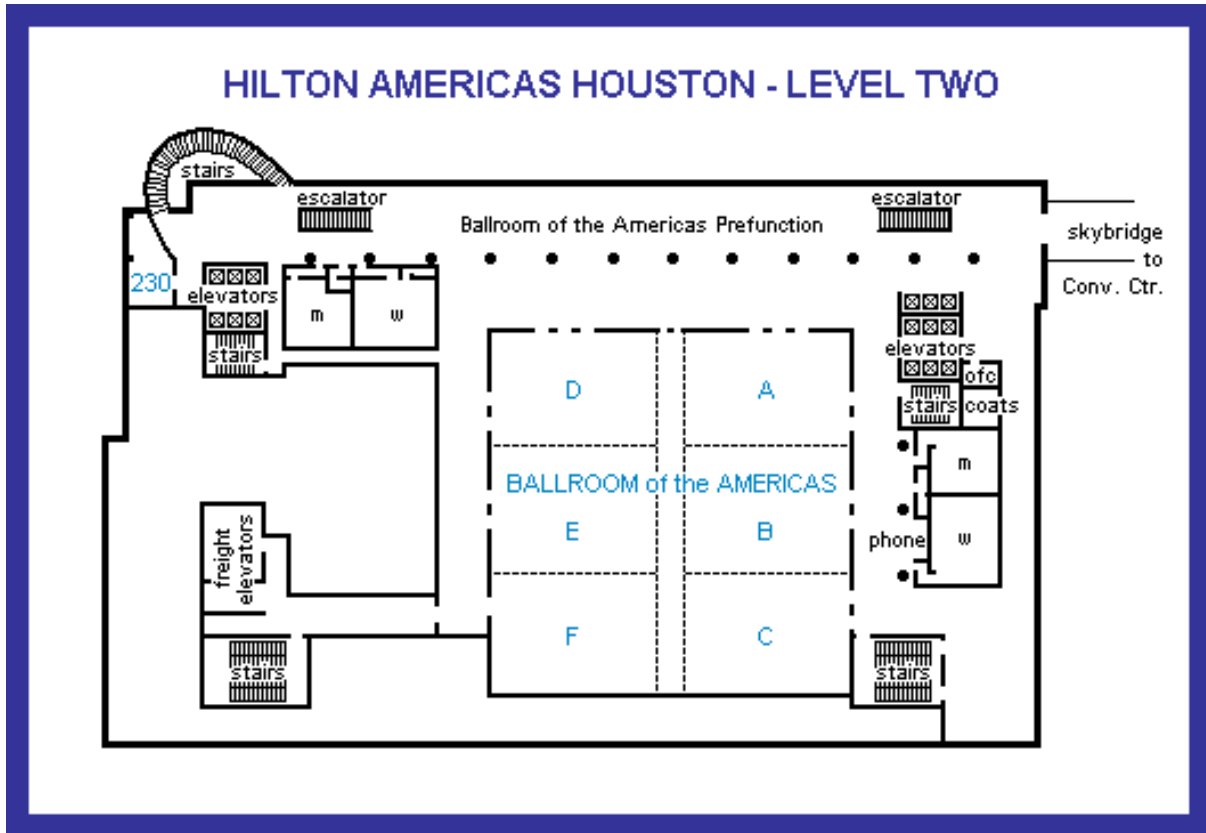 HILTON AMERICAS HOUSTON - LEVEL TWO
stairs
escalator
escalator
Ballroom of the Americas Prefunction
skybridge
to
Conv. Ctr.
230
elevators
m
w
stairs
elevators
ofc
stairs
coats
D
A
m
BALLROOM of the AMERICAS
E
B
phone
w
freight
elevators
F
C
stairs
stairs